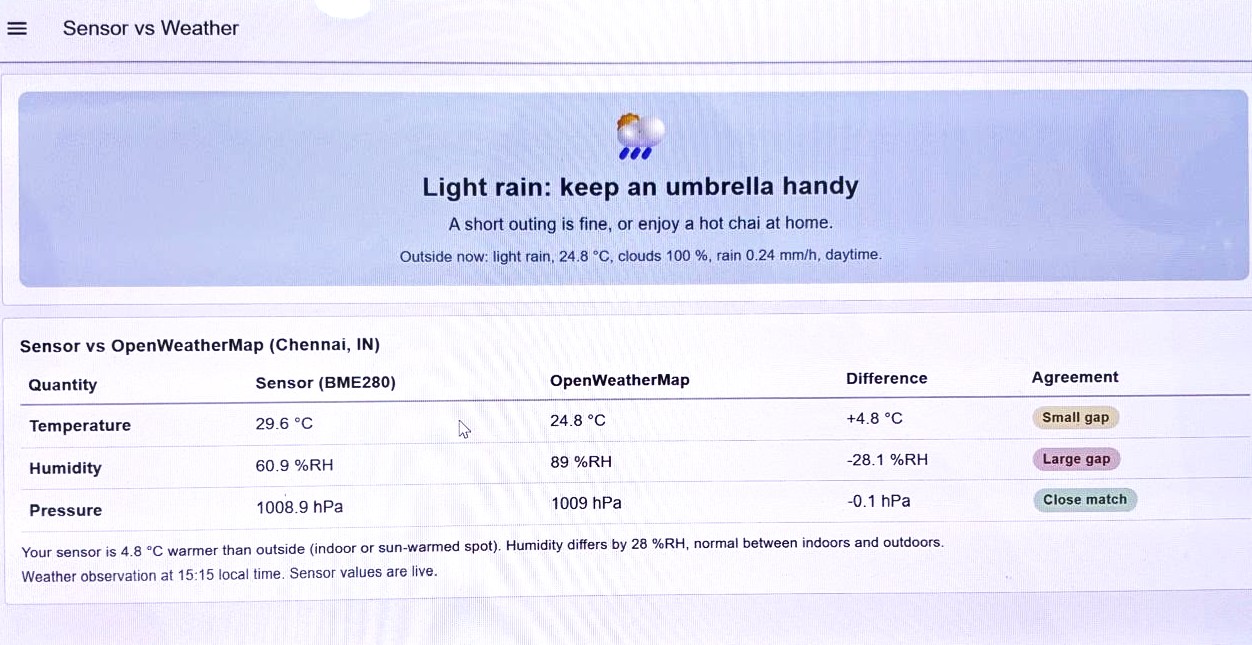 Sensor vs Weather
Light rain: keep an umbrella handy
A short outing is fine, or enjoy a hot chai at home.
Outside now: light rain, 24.8 °C, clouds 100 %, rain 0.24 mm/h, daytime.
Sensor vs OpenWeatherMap (Chennai, IN)
Quantity Sensor (BME280) OpenWeatherMap Difference Agreement
Temperature 29.6 °C 24.8 °C +4.8 °C Small gap
Humidity 60.9 %RH 89 %RH -28.1 %RH Large gap
Pressure 1008.9 hPa 1009 hPa -0.1 hPa Close match
Your sensor is 4.8 °C warmer than outside (indoor or sun-warmed spot). Humidity differs by 28 %RH, normal between indoors and outdoors.
Weather observation at 15:15 local time. Sensor values are live.